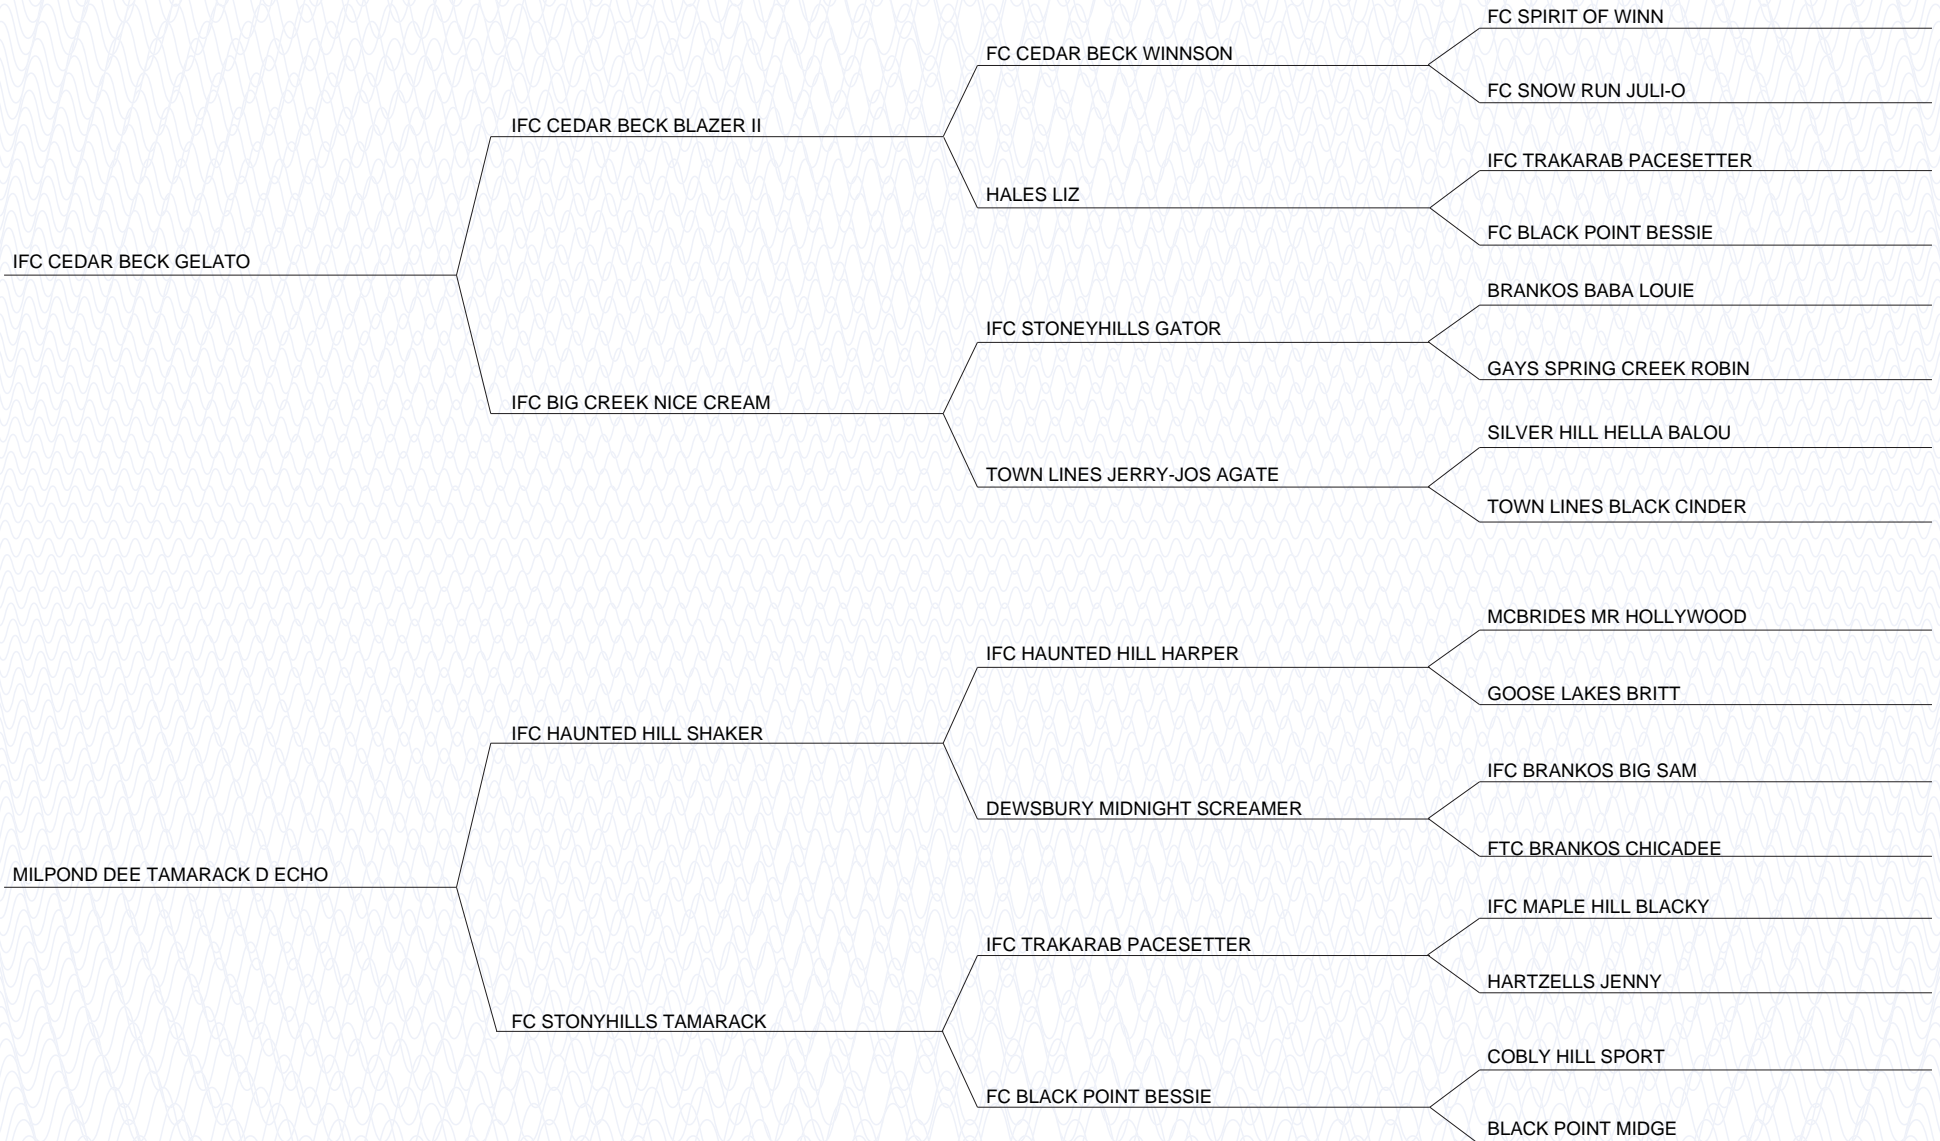 FC SPIRIT OF WINN
FC CEDAR BECK WINNSON
FC SNOW RUN JULI-O
IFC CEDAR BECK BLAZER II
IFC TRAKARAB PACESETTER
HALES LIZ
FC BLACK POINT BESSIE
IFC CEDAR BECK GELATO
BRANKOS BABA LOUIE
IFC STONEYHILLS GATOR
GAYS SPRING CREEK ROBIN
IFC BIG CREEK NICE CREAM
SILVER HILL HELLA BALOU
TOWN LINES JERRY-JOS AGATE
TOWN LINES BLACK CINDER
MCBRIDES MR HOLLYWOOD
IFC HAUNTED HILL HARPER
GOOSE LAKES BRITT
IFC HAUNTED HILL SHAKER
IFC BRANKOS BIG SAM
DEWSBURY MIDNIGHT SCREAMER
FTC BRANKOS CHICADEE
MILPOND DEE TAMARACK D ECHO
IFC MAPLE HILL BLACKY
IFC TRAKARAB PACESETTER
HARTZELLS JENNY
FC STONYHILLS TAMARACK
COBLY HILL SPORT
FC BLACK POINT BESSIE
BLACK POINT MIDGE